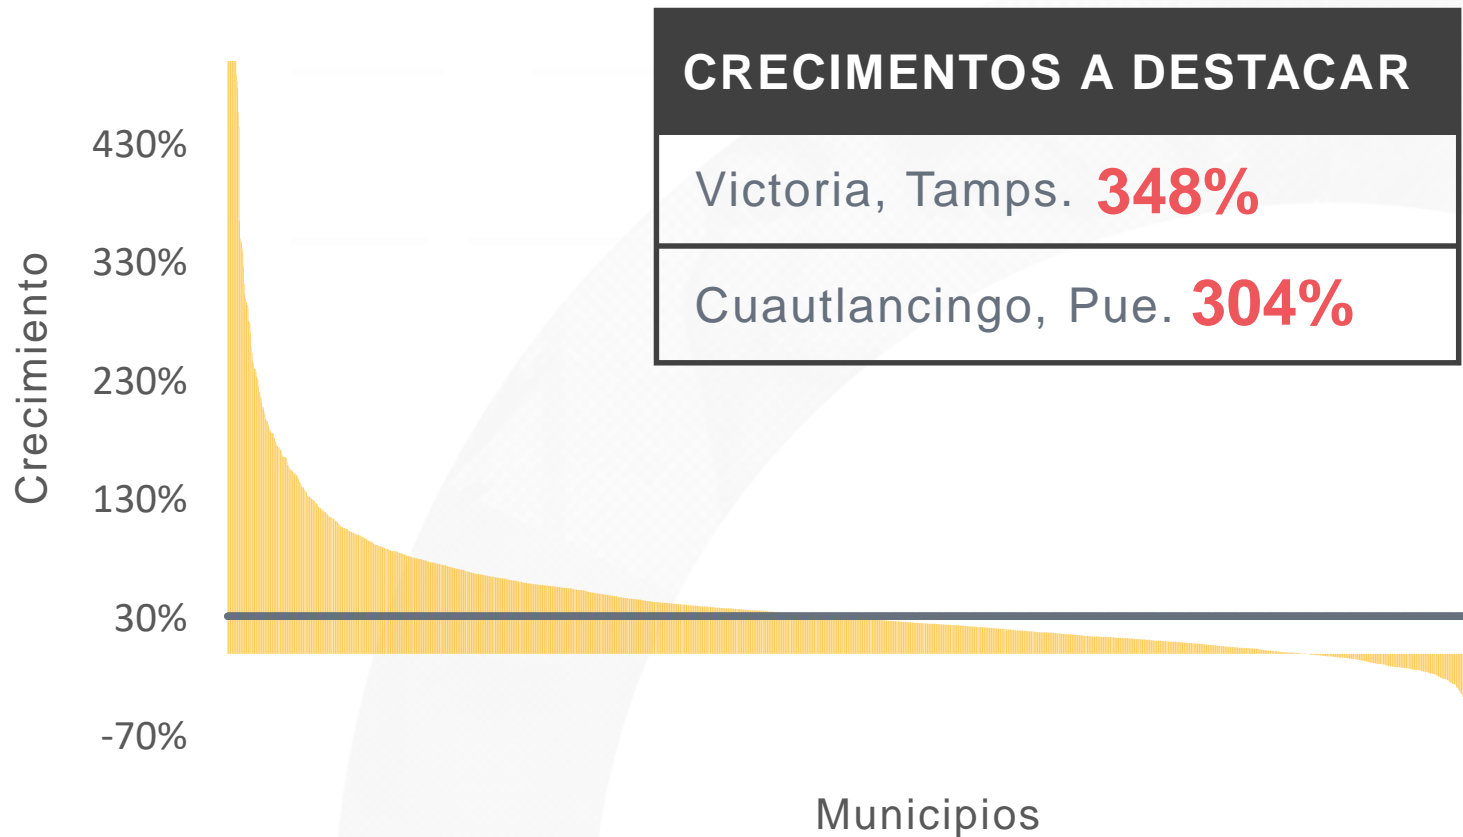 CRECIMENTOS A DESTACAR
Victoria, Tamps. 348%
Cuautlancingo, Pue. 304%
Crecimiento
430%
330%
230%
130%
30%
-70%
Municipios